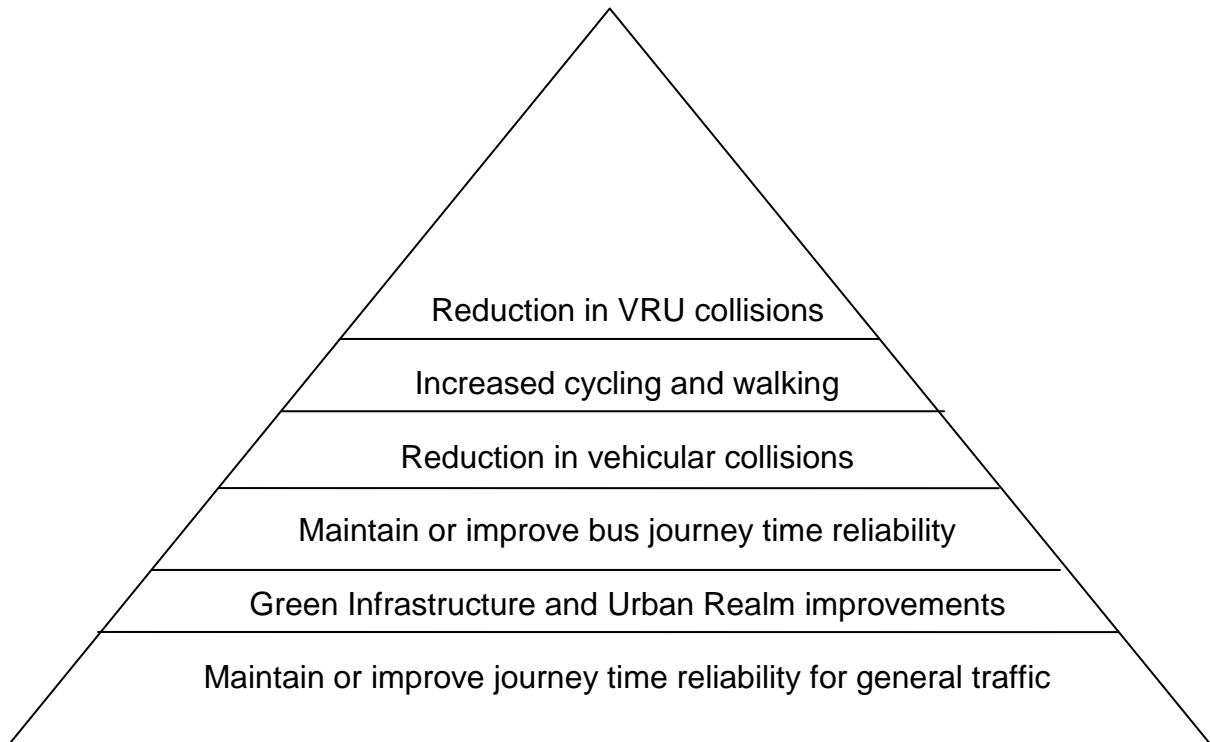 Reduction in VRU collisions
Increased cycling and walking
Reduction in vehicular collisions
Maintain or improve bus journey time reliability
Green Infrastructure and Urban Realm improvements
Maintain or improve journey time reliability for general traffic